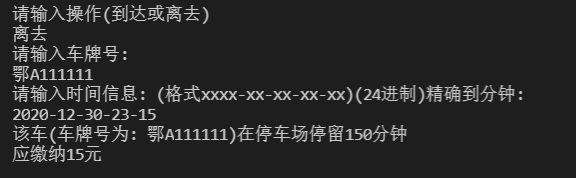 请输入操作(到达或离去)
离去
请输入车牌号:
鄂A111111
请输入时间信息: (格式xxxx-xx-xx-xx-xx)(24进制)精确到分钟:
2020-12-30-23-15
该车(车牌号为: 鄂A111111)在停车场停留150分钟
应缴纳15元